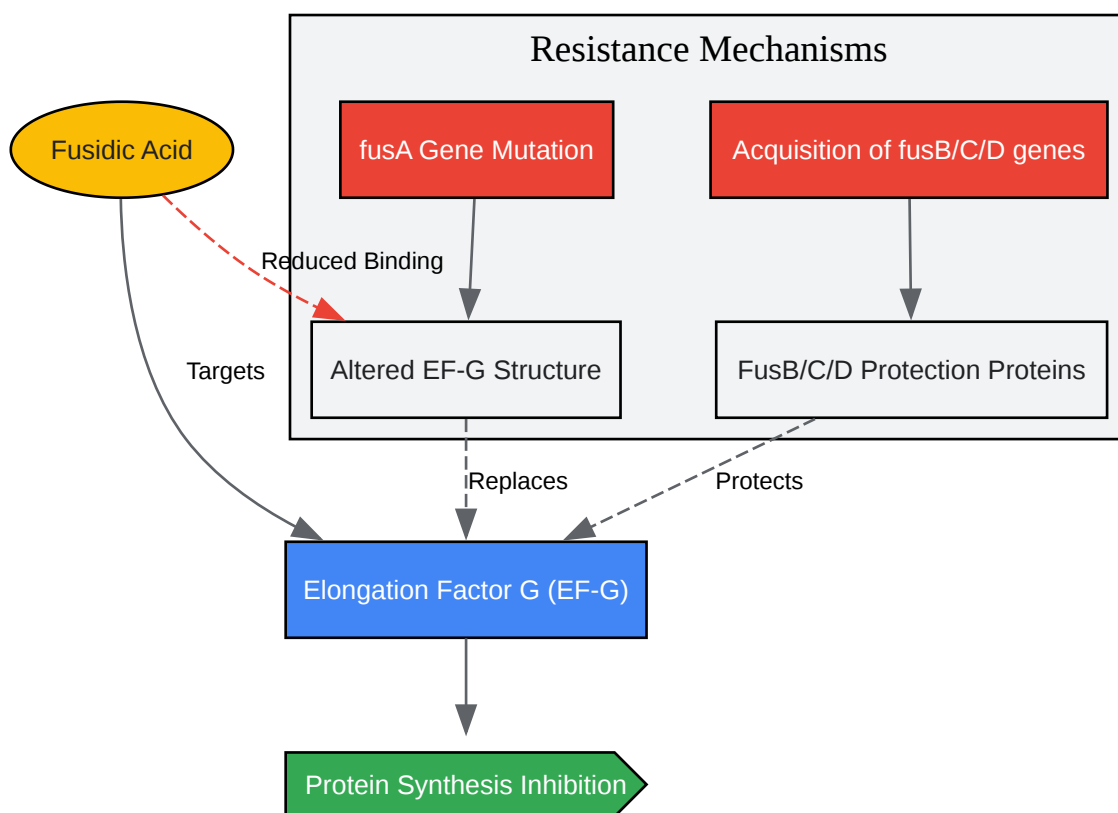 Resistance Mechanisms
Fusidic Acid
fusA Gene Mutation
Acquisition of fusB/C/D genes
Reduced Binding
Targets
Altered EF-G Structure
FusB/C/D Protection Proteins
Replaces
Protects
Elongation Factor G (EF-G)
Protein Synthesis Inhibition